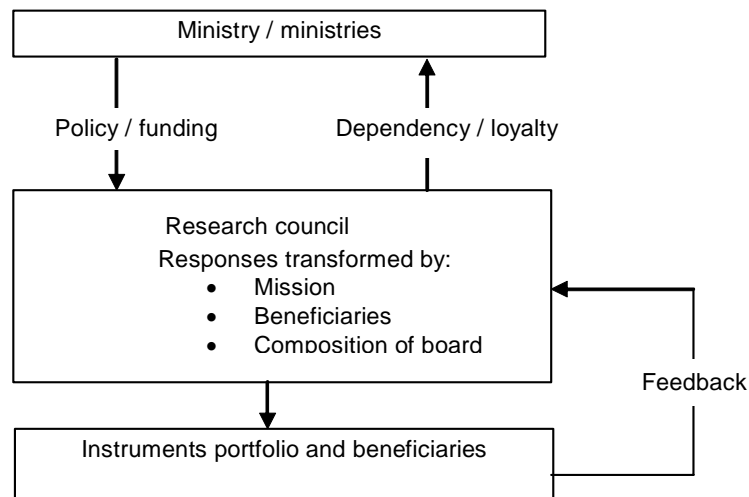 Ministry / ministries
Policy / funding
Dependency / loyalty
Research council
Responses transformed by:
• Mission
• Beneficiaries
• Composition of board
Feedback
Instruments portfolio and beneficiaries